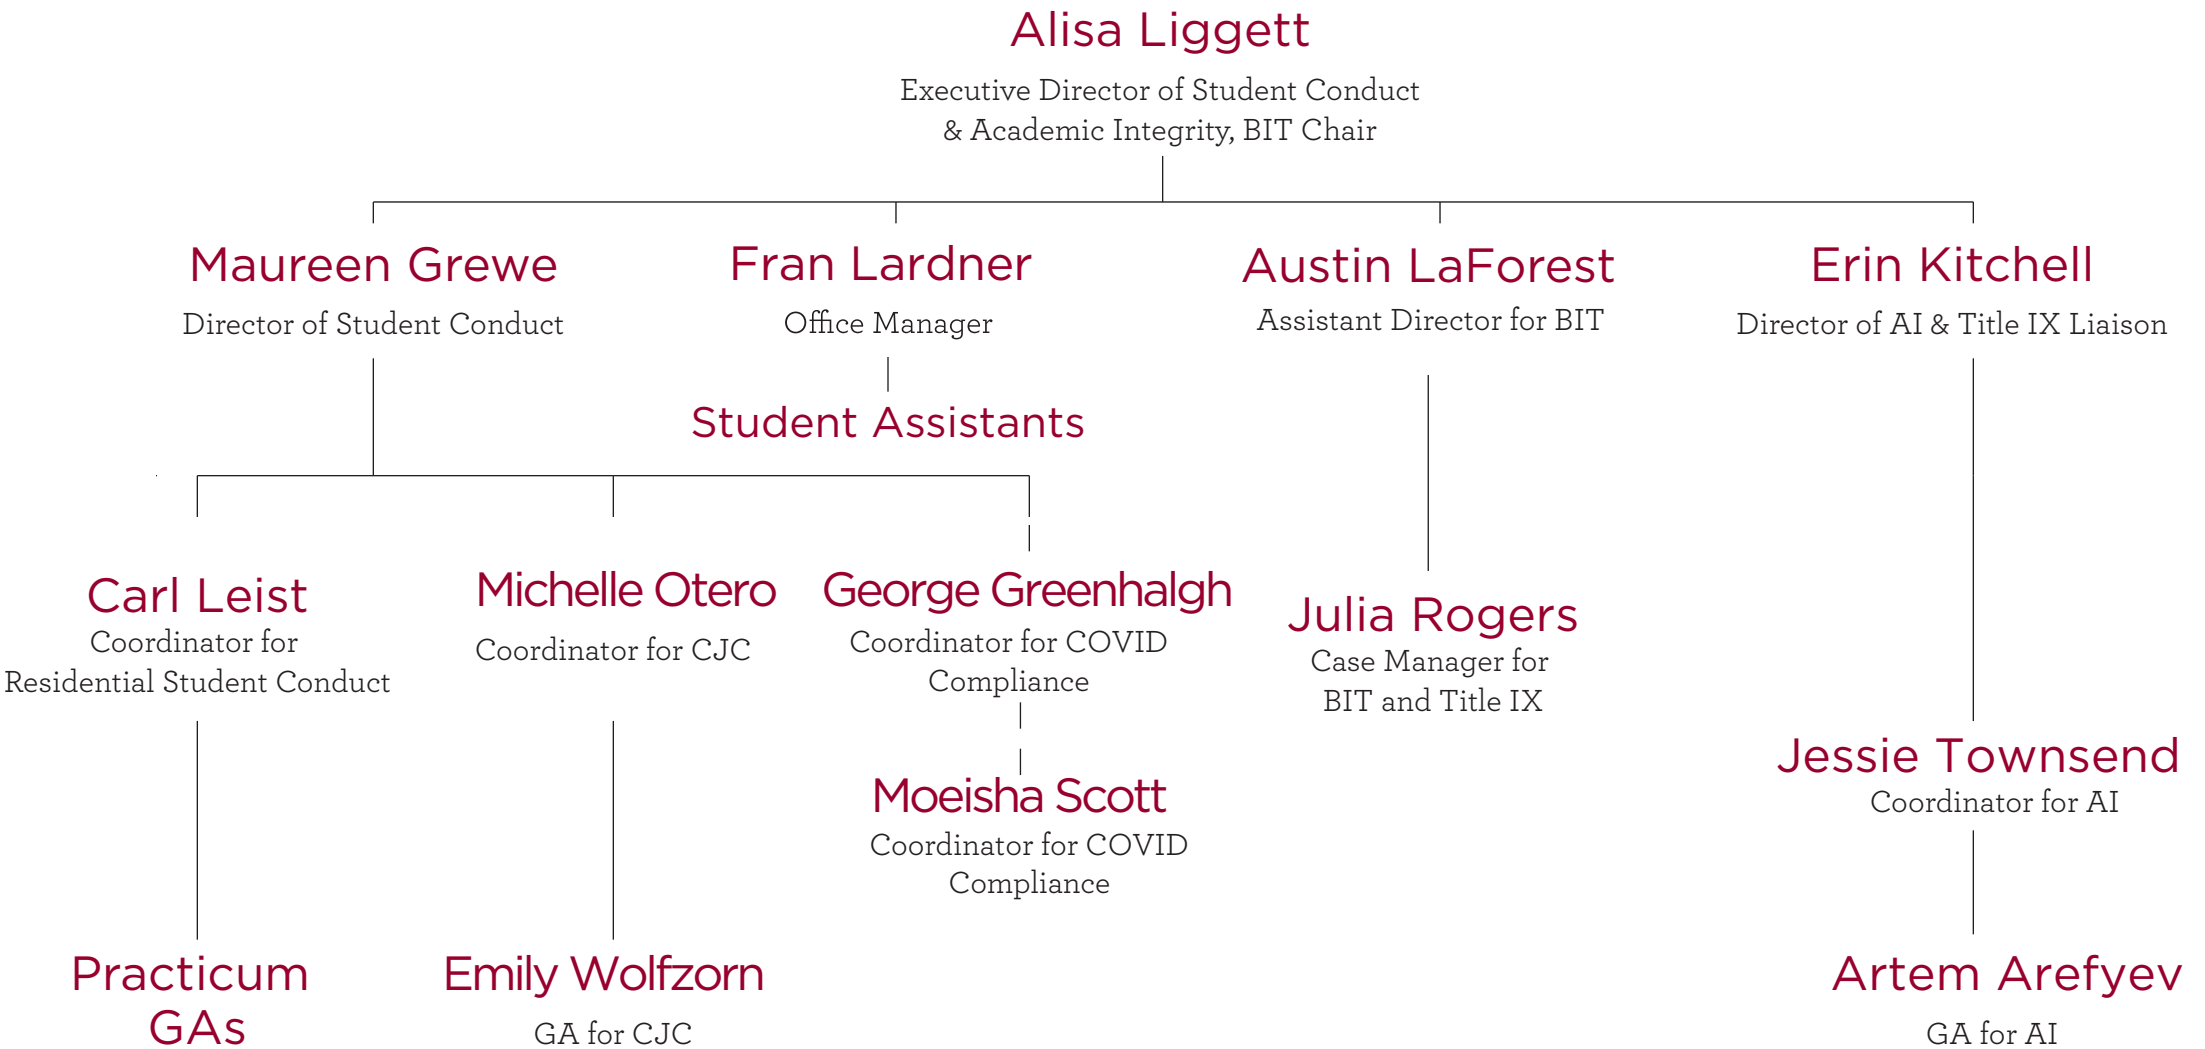 Alisa Liggett
Executive Director of Student Conduct
& Academic Integrity, BIT Chair
Maureen Grewe
Director of Student Conduct
Fran Lardner
Office Manager
Student Assistants
Austin LaForest
Assistant Director for BIT
Erin Kitchell
Director of AI & Title IX Liaison
Carl Leist
Coordinator for
Residential Student Conduct
Michelle Otero
Coordinator for CJC
George Greenhalgh
Coordinator for COVID
Compliance
Julia Rogers
Case Manager for
BIT and Title IX
Moeisha Scott
Coordinator for COVID
Compliance
Jessie Townsend
Coordinator for AI
Practicum
GAs
Emily Wolfzorn
GA for CJC
Artem Arefyev
GA for AI